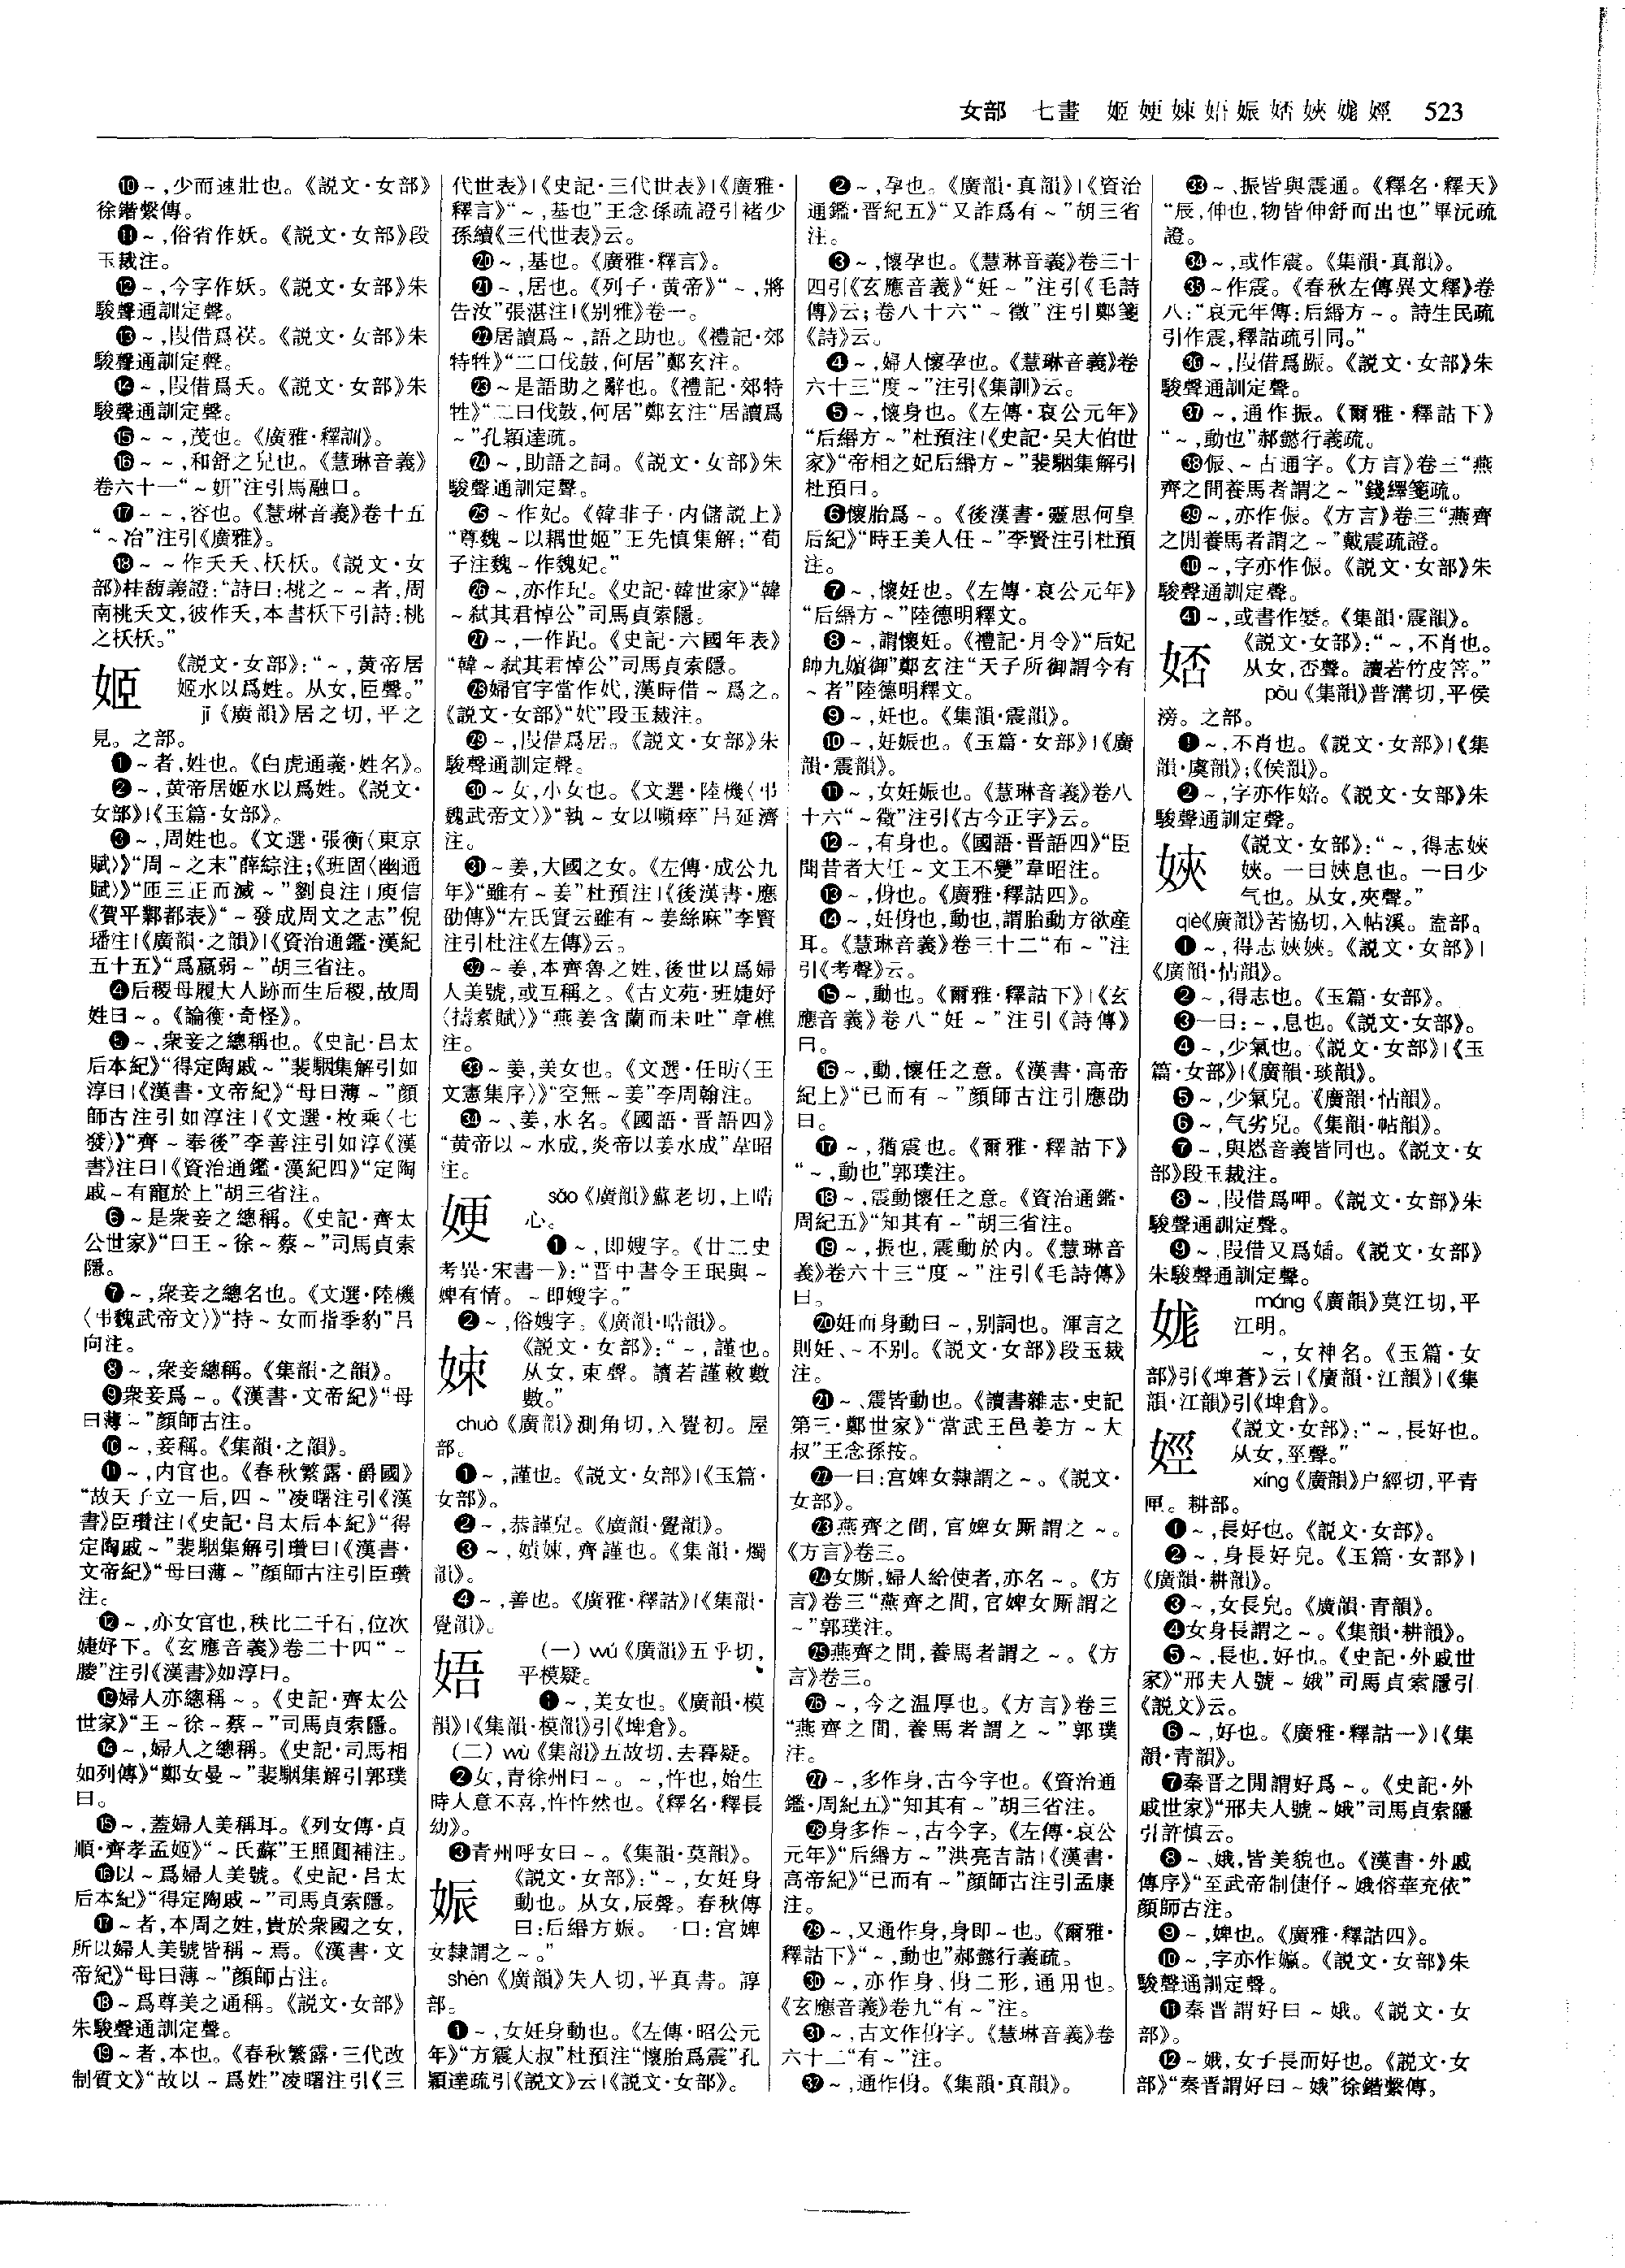 女部　七畫　姬㛐娕娪娠娝㛍娏娙　523
❿～,少而速壯也。《説文·女部》
徐鍇繫傳。
⓫～,俗省作妖。《説文·女部》段
玉裁注。
⓬～,今字作妖。《説文·女部》朱
駿聲通訓定聲。
⓭～,叚借爲祅。《説文·女部》朱
駿聲通訓定聲。
⓮～,叚借爲夭。《説文·女部》朱
駿聲通訓定聲。
⓯～～,茂也。《廣雅·釋訓》。
⓰～～,和舒之皃也。《慧琳音義》
卷六十一“～妍”注引馬融曰。
⓱～～,容也。《慧琳音義》卷十五
“～冶”注引《廣雅》。
⓲～～作夭夭、枖枖。《説文·女
部》桂馥義證:“詩曰:桃之～～者,周
南桃夭文,彼作夭,本書枖下引詩:桃
之枖枖。”
姬
《説文·女部》:“～,黄帝居
姬水以爲姓。从女,𦣞聲。”
jī《廣韻》居之切,平之
見。之部。
❶～者,姓也。《白虎通義·姓名》。
❷～,黄帝居姬水以爲姓。《説文·
女部》|《玉篇·女部》。
❸～,周姓也。《文選·張衡〈東京
賦〉》“周～之末”薛綜注;《班固〈幽通
賦〉》“匝三正而滅～”劉良注|庾信
《賀平鄴都表》“～發成周文之志”倪
璠注|《廣韻·之韻》|《資治通鑑·漢紀
五十五》“爲嬴弱～”胡三省注。
❹后稷母履大人跡而生后稷,故周
姓曰～。《論衡·奇怪》。
❺～,衆妾之總稱也。《史記·吕太
后本紀》“得定陶戚～”裴駰集解引如
淳曰|《漢書·文帝紀》“母曰薄～”顔
師古注引如淳注|《文選·枚乘〈七
發〉》“齊～奉後”李善注引如淳《漢
書》注曰|《資治通鑑·漢紀四》“定陶
戚～有寵於上”胡三省注。
❻～是衆妾之總稱。《史記·齊太
公世家》“曰王～徐～蔡～”司馬貞索
隱。
❼～,衆妾之總名也。《文選·陸機
〈弔魏武帝文〉》“持～女而指季豹”吕
向注。
❽～,衆妾總稱。《集韻·之韻》。
❾衆妾爲～。《漢書·文帝紀》“母
曰薄～”顔師古注。
❿～,妾稱。《集韻·之韻》。
⓫～,内官也。《春秋繁露·爵國》
“故天子立一后,四～”凌曙注引《漢
書》臣瓚注|《史記·吕太后本紀》“得
定陶戚～”裴駰集解引瓚曰|《漢書·
文帝紀》“母曰薄～”顔師古注引臣瓚
注。
⓬～,亦女官也,秩比二千石,位次
婕妤下。《玄應音義》卷二十四“～
媵”注引《漢書》如淳曰。
⓭婦人亦總稱～。《史記·齊太公
世家》“王～徐～蔡～”司馬貞索隱。
⓮～,婦人之總稱。《史記·司馬相
如列傳》“鄭女曼～”裴駰集解引郭璞
曰。
⓯～,蓋婦人美稱耳。《列女傳·貞
順·齊孝孟姬》“～氏蘇”王照圓補注。
⓰以～爲婦人美號。《史記·吕太
后本紀》“得定陶戚～”司馬貞索隱。
⓱～者,本周之姓,貴於衆國之女,
所以婦人美號皆稱～焉。《漢書·文
帝紀》“母曰薄～”顔師古注。
⓲～爲尊美之通稱。《説文·女部》
朱駿聲通訓定聲。
⓳～者,本也。《春秋繁露·三代改
制質文》“故以～爲姓”凌曙注引《三
代世表》|《史記·三代世表》|《廣雅·
釋言》“～,基也”王念孫疏證引褚少
孫續《三代世表》云。
⓴～,基也。《廣雅·釋言》。
㉑～,居也。《列子·黄帝》“～,將
告汝”張湛注|《别雅》卷一。
㉒居讀爲～,語之助也。《禮記·郊
特牲》“二日伐鼓,何居”鄭玄注。
㉓～是語助之辭也。《禮記·郊特
牲》“二日伐鼓,何居”鄭玄注“居讀爲
～”孔穎達疏。
㉔～,助語之詞。《説文·女部》朱
駿聲通訓定聲。
㉕～作妃。《韓非子·内儲説上》
“尊魏～以耦世姬”王先慎集解:“荀
子注魏～作魏妃。”
㉖～,亦作玘。《史記·韓世家》“韓
～弑其君悼公”司馬貞索隱。
㉗～,一作玘。《史記·六國年表》
“韓～弑其君悼公”司馬貞索隱。
㉘婦官字當作㚤,漢時借～爲之。
《説文·女部》“㚤”段玉裁注。
㉙～,叚借爲居。《説文·女部》朱
駿聲通訓定聲。
㉚～女,小女也。《文選·陸機〈弔
魏武帝文〉》“執～女以嚬瘁”吕延濟
注。
㉛～姜,大國之女。《左傳·成公九
年》“雖有～姜”杜預注|《後漢書·應
劭傳》“左氏實云雖有～姜絲麻”李賢
注引杜注《左傳》云。
㉜～姜,本齊魯之姓,後世以爲婦
人美號,或互稱之。《古文苑·班婕妤
〈擣素賦〉》“燕姜含蘭而未吐”章樵
注。
㉝～姜,美女也。《文選·任昉〈王
文憲集序〉》“空無～姜”李周翰注。
㉞～、姜,水名。《國語·晋語四》
“黄帝以～水成,炎帝以姜水成”韋昭
注。
㛐
sǎo《廣韻》蘇老切,上晧
心。
❶～,即嫂字。《廿二史
考異·宋書一》:“晋中書令王珉與～
婢有情。～即嫂字。”
❷～,俗嫂字。《廣韻·晧韻》。
娕
《説文·女部》:“～,謹也。
从女,束聲。讀若謹敕數
數。”
chuò《廣韻》測角切,入覺初。屋
部。
❶～,謹也。《説文·女部》|《玉篇·
女部》。
❷～,恭謹皃。《廣韻·覺韻》。
❸～,婧娕,齊謹也。《集韻·燭
韻》。
❹～,善也。《廣雅·釋詁》|《集韻·
覺韻》。
娪
(一)wú《廣韻》五乎切,
平模疑。
❶～,美女也。《廣韻·模
韻》|《集韻·模韻》引《埤倉》。
(二)wù《集韻》五故切,去暮疑。
❷女,青徐州曰～。～,忤也,始生
時人意不喜,忤忤然也。《釋名·釋長
幼》。
❸青州呼女曰～。《集韻·莫韻》。
娠
《説文·女部》:“～,女妊身
動也。从女,辰聲。春秋傳
曰:后緡方娠。一曰:宫婢
女隸謂之～。”
shēn《廣韻》失人切,平真書。諄
部。
❶～,女妊身動也。《左傳·昭公元
年》“方震大叔”杜預注“懷胎爲震”孔
穎達疏引《説文》云|《説文·女部》。
❷～,孕也。《廣韻·真韻》|《資治
通鑑·晋紀五》“又詐爲有～”胡三省
注。
❸～,懷孕也。《慧琳音義》卷三十
四引《玄應音義》“妊～”注引《毛詩
傳》云;卷八十六“～徵”注引鄭箋
《詩》云。
❹～,婦人懷孕也。《慧琳音義》卷
六十三“度～”注引《集訓》云。
❺～,懷身也。《左傳·哀公元年》
“后緡方～”杜預注|《史記·吴太伯世
家》“帝相之妃后緡方～”裴駰集解引
杜預曰。
❻懷胎爲～。《後漢書·靈思何皇
后紀》“時王美人任～”李賢注引杜預
注。
❼～,懷妊也。《左傳·哀公元年》
“后緡方～”陸德明釋文。
❽～,謂懷妊。《禮記·月令》“后妃
帥九嬪御”鄭玄注“天子所御謂今有
～者”陸德明釋文。
❾～,妊也。《集韻·震韻》。
❿～,妊娠也。《玉篇·女部》|《廣
韻·震韻》。
⓫～,女妊娠也。《慧琳音義》卷八
十六“～徵”注引《古今正字》云。
⓬～,有身也。《國語·晋語四》“臣
聞昔者大任～文王不變”韋昭注。
⓭～,㑗也。《廣雅·釋詁四》。
⓮～,妊㑗也,動也,謂胎動方欲産
耳。《慧琳音義》卷三十二“布～”注
引《考聲》云。
⓯～,動也。《爾雅·釋詁下》|《玄
應音義》卷八“妊～”注引《詩傳》
曰。
⓰～,動,懷任之意。《漢書·高帝
紀上》“已而有～”顔師古注引應劭
曰。
⓱～,猶震也。《爾雅·釋詁下》
“～,動也”郭璞注。
⓲～,震動懷任之意。《資治通鑑·
周紀五》“知其有～”胡三省注。
⓳～,振也,震動於内。《慧琳音
義》卷六十三“度～”注引《毛詩傳》
曰。
⓴妊而身動曰～,别詞也。渾言之
則妊、～不别。《説文·女部》段玉裁
注。
㉑～、震皆動也。《讀書雜志·史記
第三·鄭世家》“當武王邑姜方～大
叔”王念孫按。
㉒一曰:宫婢女隸謂之～。《説文·
女部》。
㉓燕齊之間,官婢女厮謂之～。
《方言》卷三。
㉔女厮,婦人給使者,亦名～。《方
言》卷三“燕齊之間,官婢女厮謂之
～”郭璞注。
㉕燕齊之間,養馬者謂之～。《方
言》卷三。
㉖～,今之温厚也。《方言》卷三
“燕齊之間,養馬者謂之～”郭璞
注。
㉗～,多作身,古今字也。《資治通
鑑·周紀五》“知其有～”胡三省注。
㉘身多作～,古今字。《左傳·哀公
元年》“后緡方～”洪亮吉詁|《漢書·
高帝紀》“已而有～”顔師古注引孟康
注。
㉙～,又通作身,身即～也。《爾雅·
釋詁下》“～,動也”郝懿行義疏。
㉚～,亦作身、㑗二形,通用也。
《玄應音義》卷九“有～”注。
㉛～,古文作㑗字。《慧琳音義》卷
六十二“有～”注。
㉜～,通作㑗。《集韻·真韻》。
㉝～、振皆與震通。《釋名·釋天》
“辰,伸也,物皆伸舒而出也”畢沅疏
證。
㉞～,或作震。《集韻·真韻》。
㉟～作震。《春秋左傳異文釋》卷
八:“哀元年傳:后緡方～。詩生民疏
引作震,釋詁疏引同。”
㊱～,叚借爲賑。《説文·女部》朱
駿聲通訓定聲。
㊲～,通作振。《爾雅·釋詁下》
“～,動也”郝懿行義疏。
㊳侲、～古通字。《方言》卷三“燕
齊之間養馬者謂之～”錢繹箋疏。
㊴～,亦作侲。《方言》卷三“燕齊
之間養馬者謂之～”戴震疏證。
㊵～,字亦作侲。《説文·女部》朱
駿聲通訓定聲。
㊶～,或書作㛛。《集韻·震韻》。
娝
《説文·女部》:“～,不肖也。
从女,否聲。讀若竹皮箁。”
pōu《集韻》普溝切,平侯
滂。之部。
❶～,不肖也。《説文·女部》|《集
韻·虞韻》;《侯韻》。
❷～,字亦作婄。《説文·女部》朱
駿聲通訓定聲。
㛍
《説文·女部》:“～,得志㛍
㛍。一曰㛍息也。一曰少
气也。从女,夾聲。”
qiè《廣韻》苦協切,入帖溪。盍部。
❶～,得志㛍㛍。《説文·女部》|
《廣韻·怗韻》。
❷～,得志也。《玉篇·女部》。
❸一曰:～,息也。《説文·女部》。
❹～,少氣也。《説文·女部》|《玉
篇·女部》|《廣韻·琰韻》。
❺～,少氣皃。《廣韻·怗韻》。
❻～,气劣皃。《集韻·帖韻》。
❼～,與㥦音義皆同也。《説文·女
部》段玉裁注。
❽～,叚借爲呷。《説文·女部》朱
駿聲通訓定聲。
❾～,叚借又爲婼。《説文·女部》
朱駿聲通訓定聲。
娏
máng《廣韻》莫江切,平
江明。
～,女神名。《玉篇·女
部》引《埤蒼》云|《廣韻·江韻》|《集
韻·江韻》引《埤倉》。
娙
《説文·女部》:“～,長好也。
从女,巠聲。”
xíng《廣韻》户經切,平青
匣。耕部。
❶～,長好也。《説文·女部》。
❷～,身長好皃。《玉篇·女部》|
《廣韻·耕韻》。
❸～,女長皃。《廣韻·青韻》。
❹女身長謂之～。《集韻·耕韻》。
❺～,長也,好也。《史記·外戚世
家》“邢夫人號～娥”司馬貞索隱引
《説文》云。
❻～,好也。《廣雅·釋詁一》|《集
韻·青韻》。
❼秦晋之間謂好爲～。《史記·外
戚世家》“邢夫人號～娥”司馬貞索隱
引許慎云。
❽～、娥,皆美貌也。《漢書·外戚
傳序》“至武帝制倢伃～娥傛華充依”
顔師古注。
❾～,婢也。《廣雅·釋詁四》。
❿～,字亦作嬴。《説文·女部》朱
駿聲通訓定聲。
⓫秦晋謂好曰～娥。《説文·女
部》。
⓬～娥,女子長而好也。《説文·女
部》“秦晋謂好曰～娥”徐鍇繫傳。